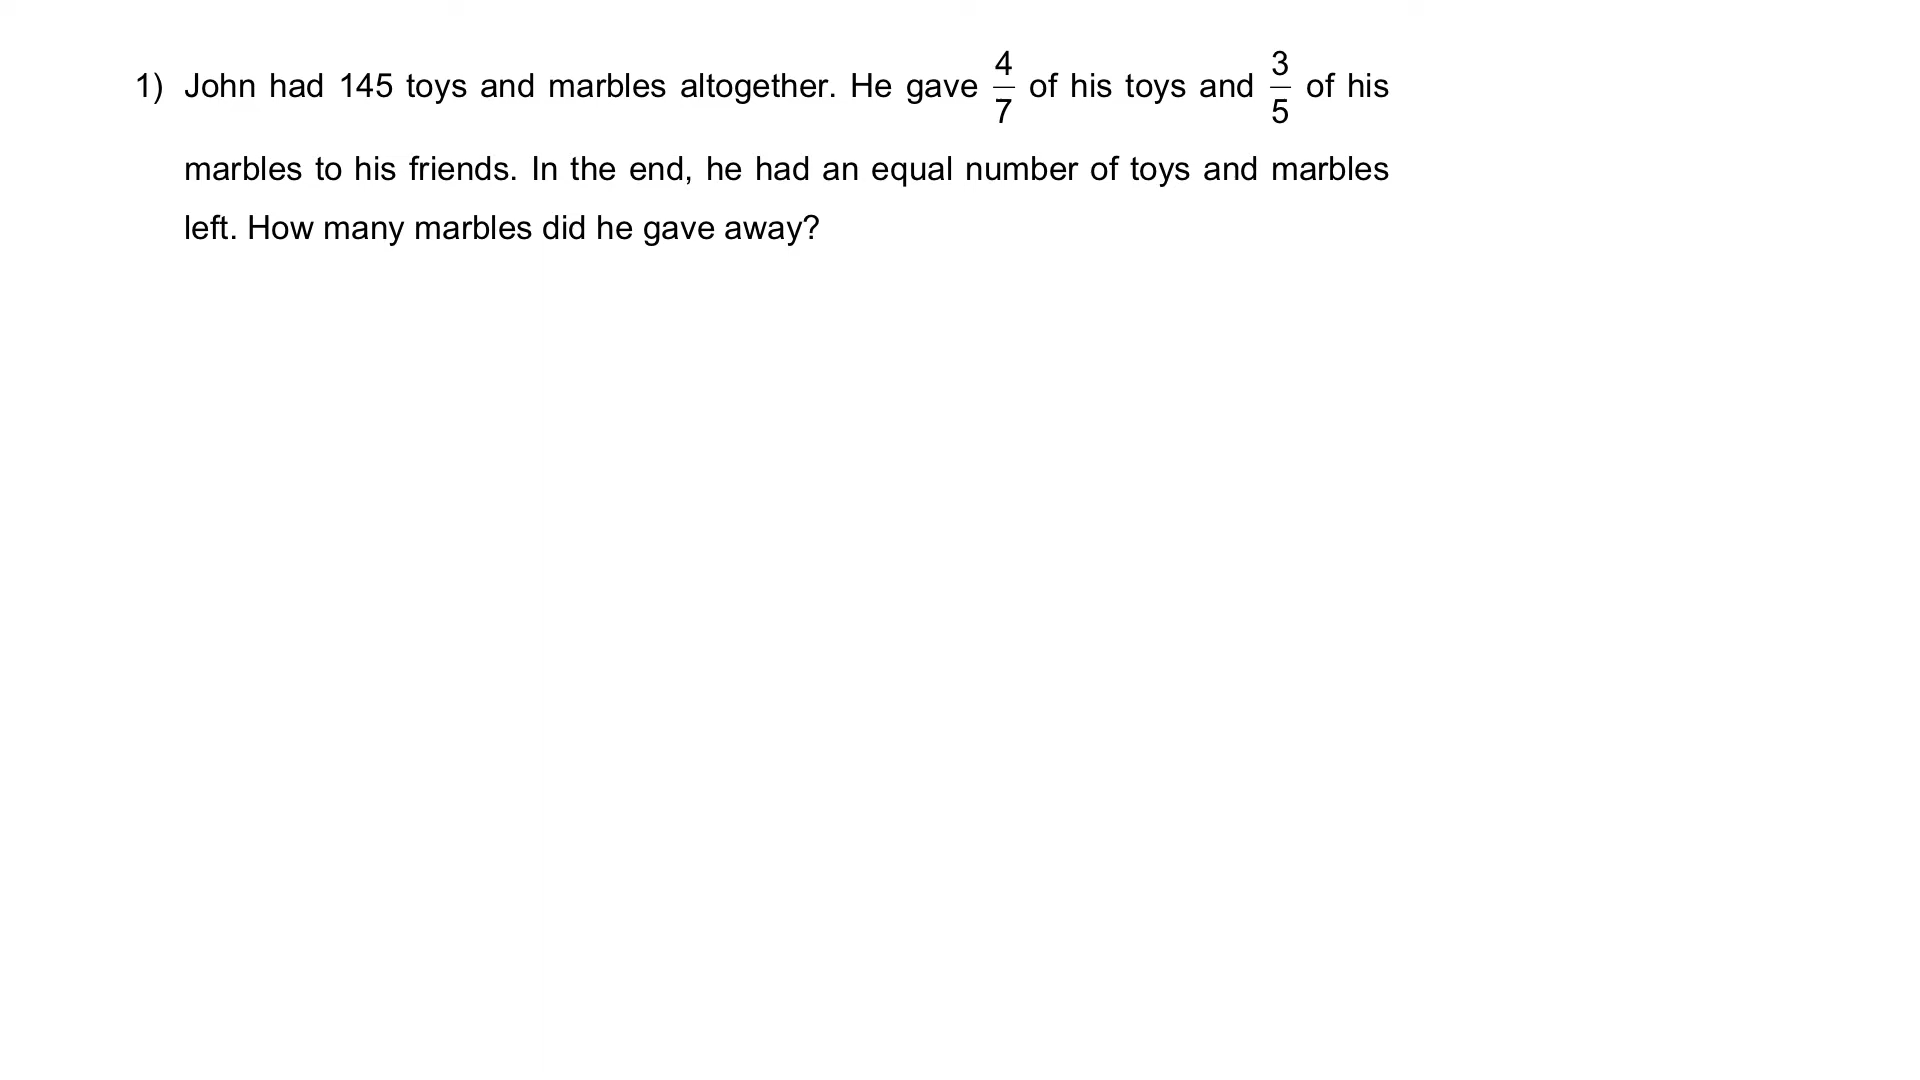 1) John had 145 toys and marbles altogether. He gave 4/7 of his toys and 3/5 of his
marbles to his friends. In the end, he had an equal number of toys and marbles
left. How many marbles did he gave away?